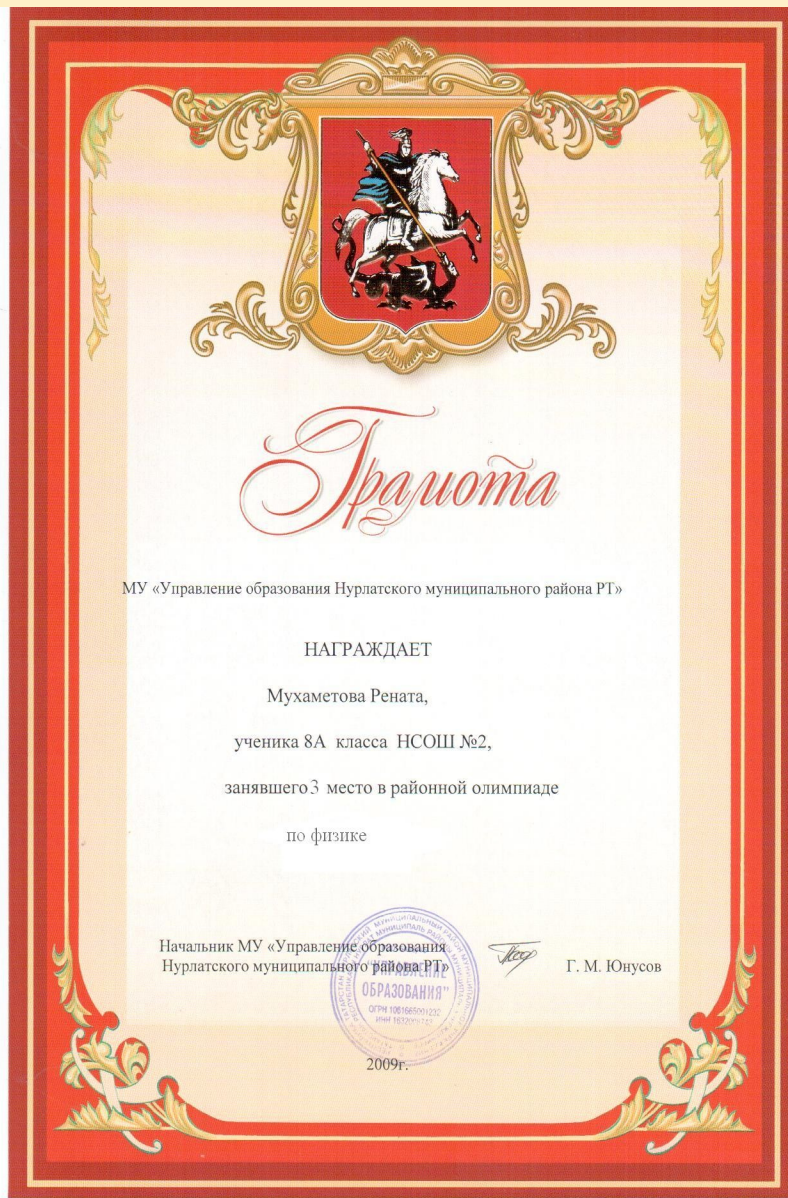 Грамота
МУ «Управление образования Нурлатского муниципального района РТ»
НАГРАЖДАЕТ
Мухаметова Рената,
ученика 8А класса НСОШ №2,
занявшего 3 место в районной олимпиаде
по физике
Начальник МУ «Управление образования
Нурлатского муниципального района РТ»
Г. М. Юнусов
"УПРАВЛЕНИЕ
ОБРАЗОВАНИЯ"
2009г.